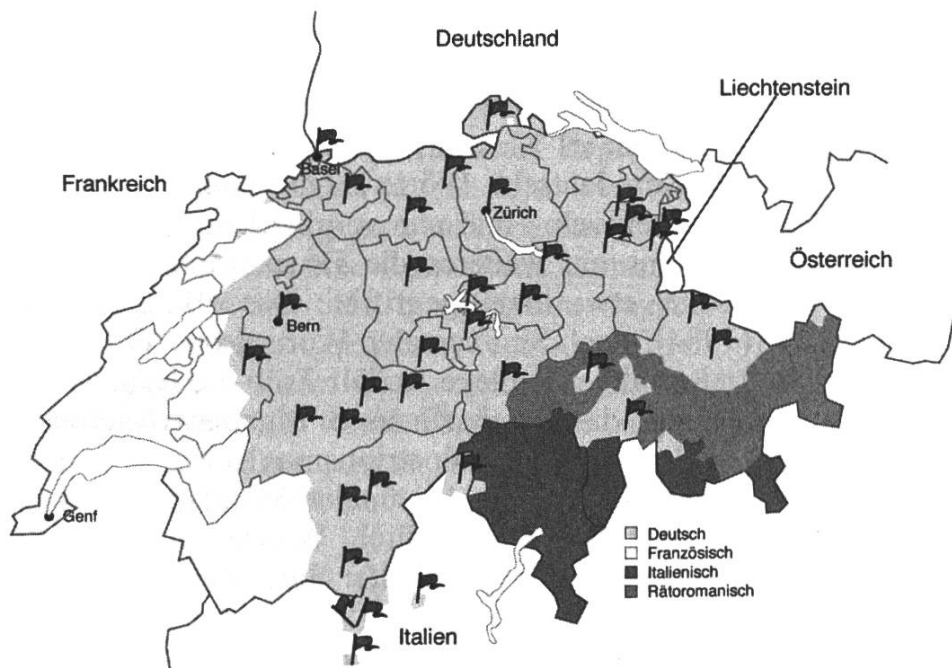 Deutschland
Liechtenstein
Frankreich
Basel
Zürich
Österreich
Bern
Genf
Deutsch
Französisch
Italienisch
Rätoromanisch
Italien